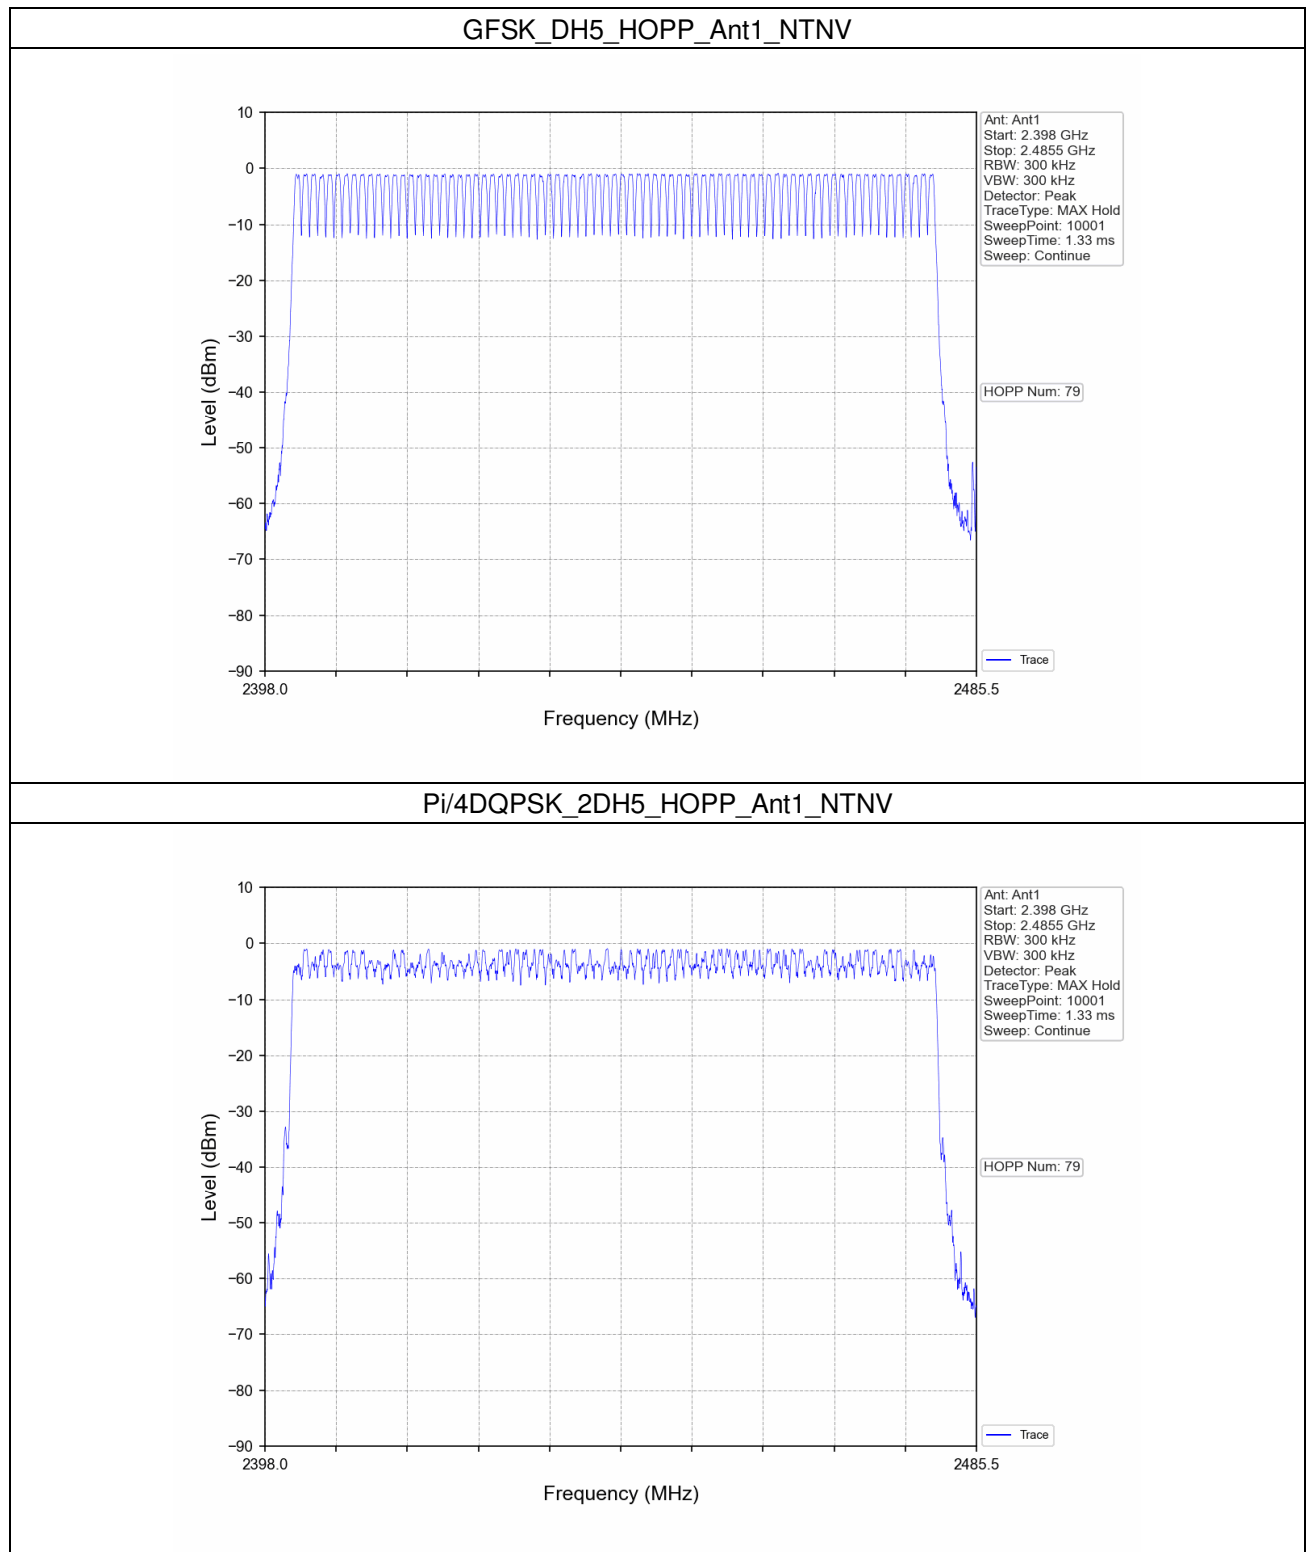 GFSK_DH5_HOPP_Ant1_NTNV
10
0
−10
−20
−30
−40
−50
−60
−70
−80
−90
Level (dBm)
2398.0
2485.5
Frequency (MHz)
Ant: Ant1
Start: 2.398 GHz
Stop: 2.4855 GHz
RBW: 300 kHz
VBW: 300 kHz
Detector: Peak
TraceType: MAX Hold
SweepPoint: 10001
SweepTime: 1.33 ms
Sweep: Continue
HOPP Num: 79
Trace
Pi/4DQPSK_2DH5_HOPP_Ant1_NTNV
10
0
−10
−20
−30
−40
−50
−60
−70
−80
−90
Level (dBm)
2398.0
2485.5
Frequency (MHz)
Ant: Ant1
Start: 2.398 GHz
Stop: 2.4855 GHz
RBW: 300 kHz
VBW: 300 kHz
Detector: Peak
TraceType: MAX Hold
SweepPoint: 10001
SweepTime: 1.33 ms
Sweep: Continue
HOPP Num: 79
Trace